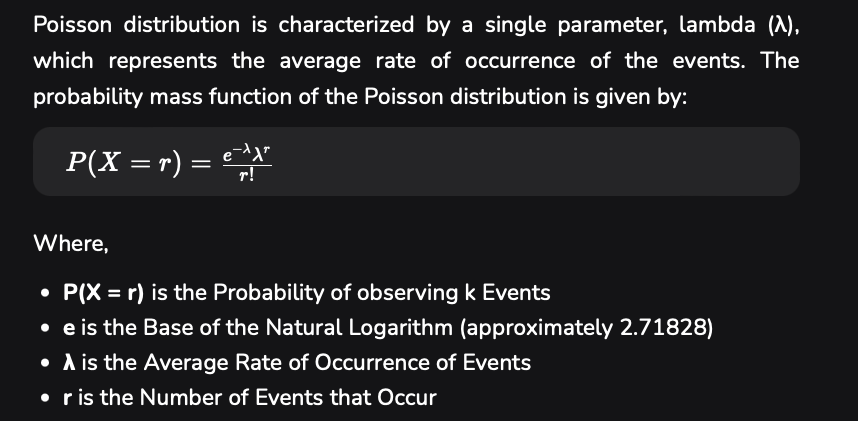 Poisson distribution is characterized by a single parameter, lambda (λ),
which represents the average rate of occurrence of the events. The
probability mass function of the Poisson distribution is given by:
P(X = r) = e^{-λ}λ^r / r!
Where,
• P(X = r) is the Probability of observing k Events
• e is the Base of the Natural Logarithm (approximately 2.71828)
• λ is the Average Rate of Occurrence of Events
• r is the Number of Events that Occur